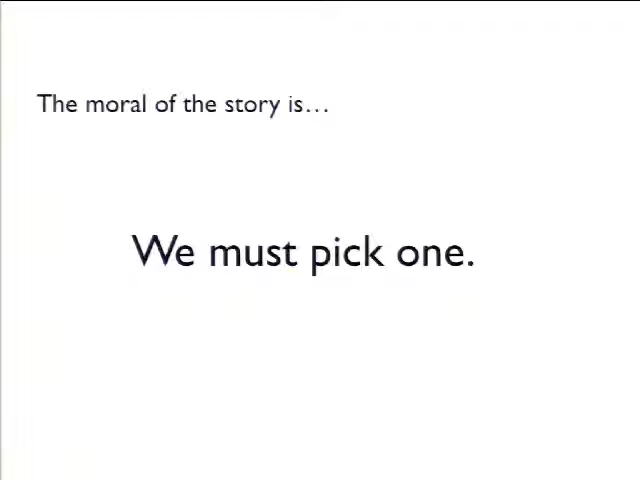 The moral of the story is…
We must pick one.